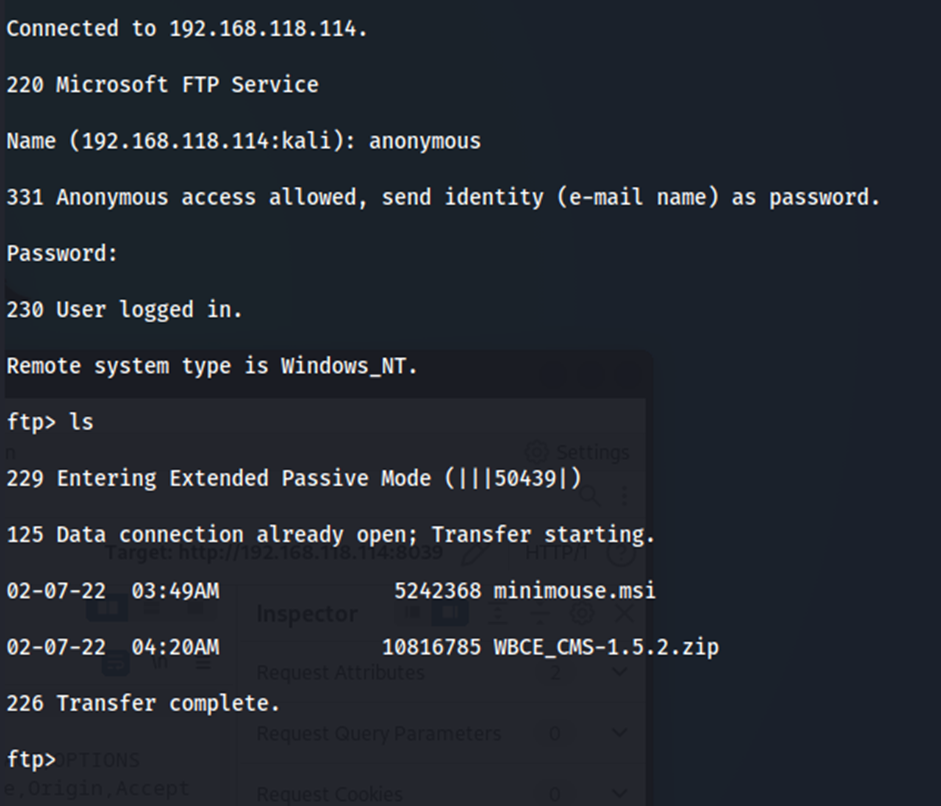 Connected to 192.168.118.114.
220 Microsoft FTP Service
Name (192.168.118.114:kali): anonymous
331 Anonymous access allowed, send identity (e-mail name) as password.
Password:
230 User logged in.
Remote system type is Windows_NT.
ftp> ls
n
Settings
229 Entering Extended Passive Mode (|||50439|)
125 Data connection already open; Transfer starting.
Target: http://192.168.118.114:8039
HTTP/1
02-07-22  03:49AM              5242368 minimouse.msi
Inspector
02-07-22  04:20AM             10816785 WBCE_CMS-1.5.2.zip
\n
Request Attributes
2
226 Transfer complete.
Request Query Parameters
0
ftp>
OPTIONS
e,Origin,Accept
Request Cookies
0